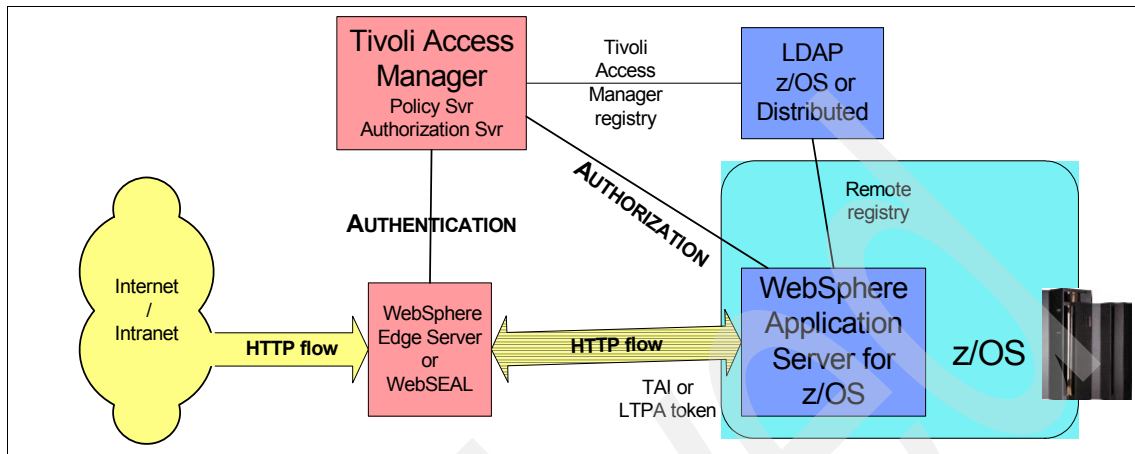 Tivoli Access
Manager
Policy Svr
Authorization Svr
Tivoli
Access
Manager
registry
LDAP
z/OS or
Distributed
AUTHENTICATION
AUTHORIZATION
Remote
registry
Internet
/
Intranet
HTTP flow
WebSphere
Edge Server
or
WebSEAL
HTTP flow
TAI or
LTPA token
WebSphere
Application
Server for
z/OS
z/OS